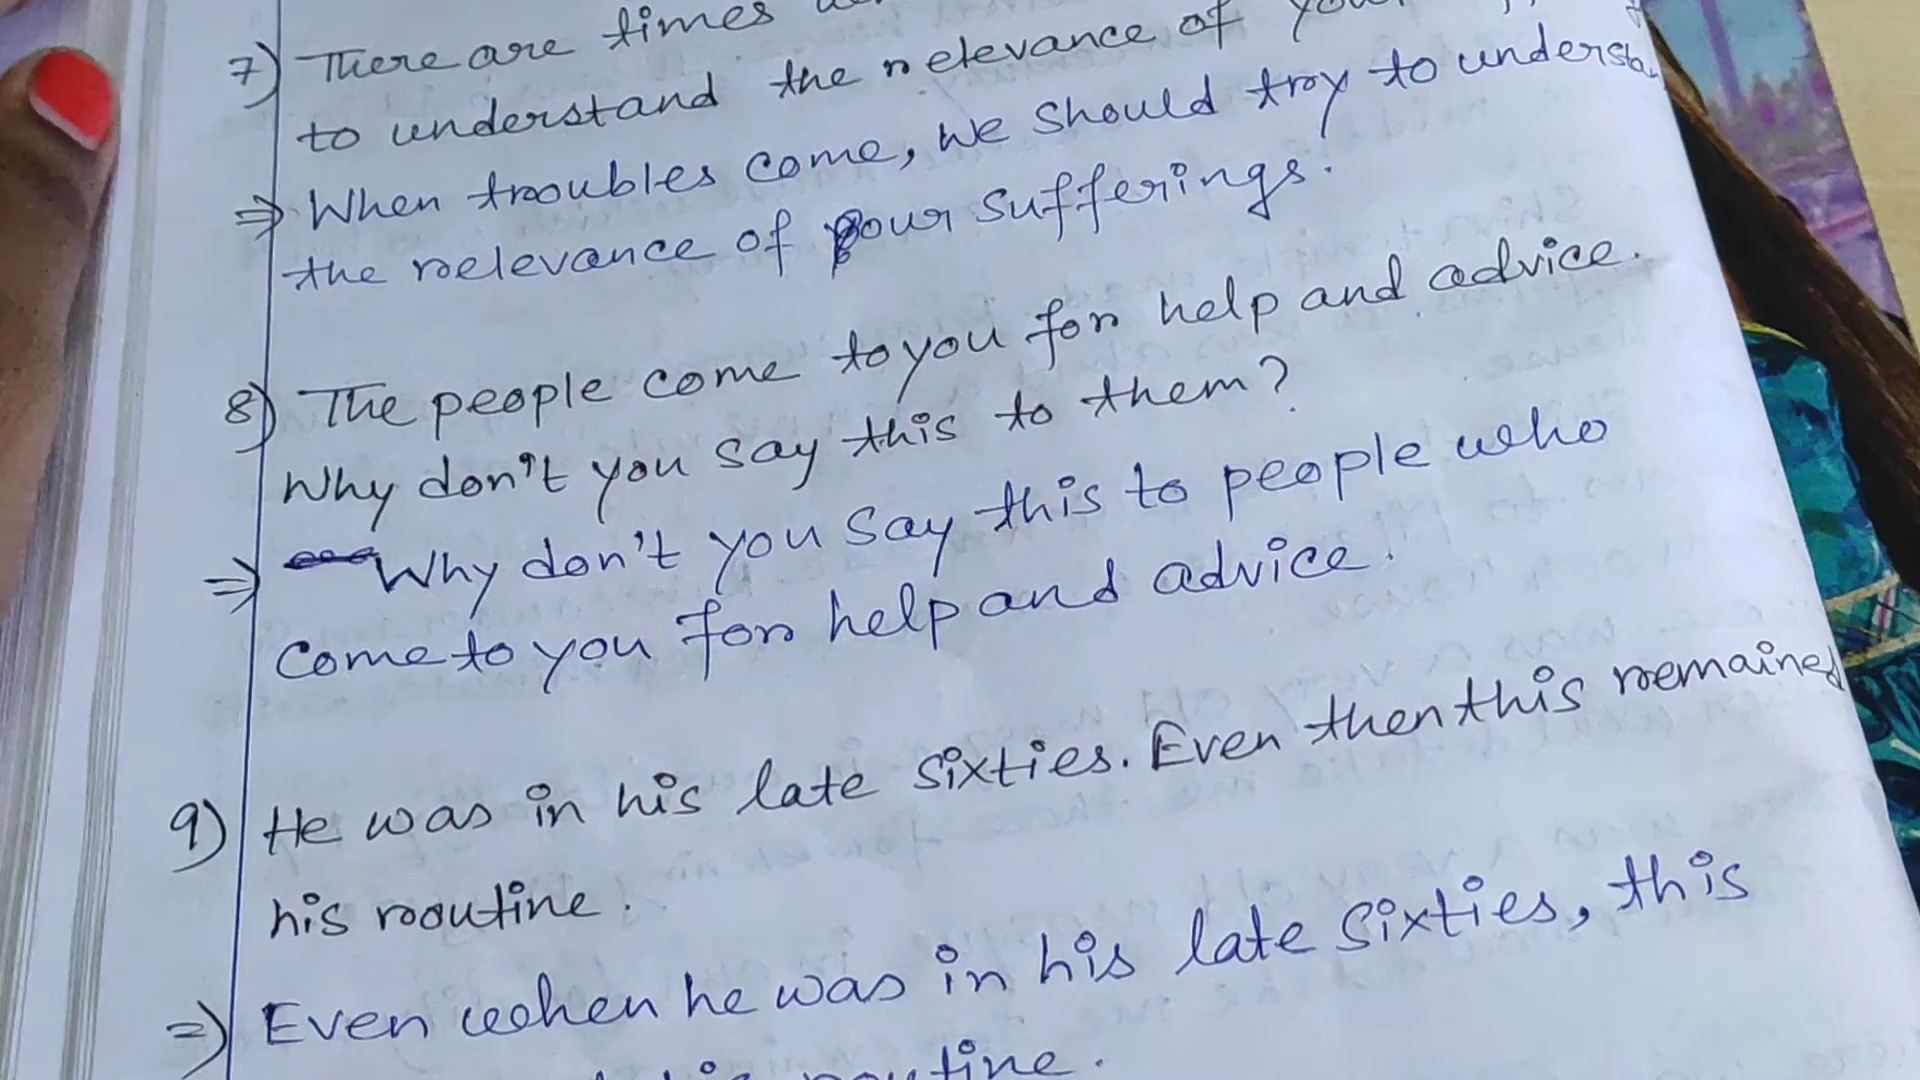 7) There are times
to understand the relevance of
⇒ When troubles come, we should try to understan
the relevance of your sufferings.
8) The people come to you for help and advice.
Why don't you say this to them?
⇒ Why don't you say this to people who
come to you for help and advice.
9) He was in his late sixties. Even then this remained
his routine.
⇒ Even when he was in his late sixties, this
routine.